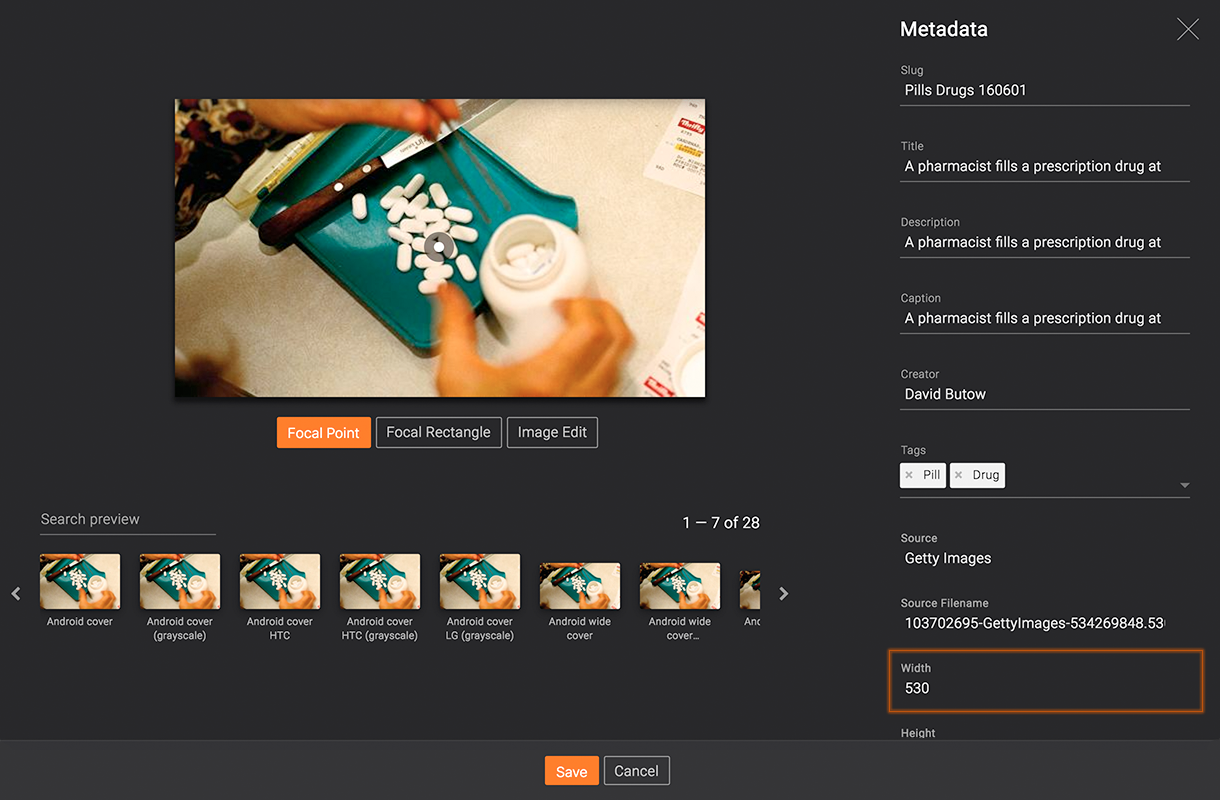 Metadata
Slug
Pills Drugs 160601
Title
A pharmacist fills a prescription drug at
Description
A pharmacist fills a prescription drug at
Caption
A pharmacist fills a prescription drug at
Creator
David Butow
Tags
× Pill × Drug
Source
Getty Images
Source Filename
103702695-GettyImages-534269848.53
Width
530
Height
Thrifty
Focal Point Focal Rectangle Image Edit
Search preview
1 — 7 of 28
Android cover
Android cover
(grayscale)
Android cover
HTC
Android cover
HTC (grayscale)
Android cover
LG (grayscale)
Android wide
cover
Android wide
cover…
Save Cancel